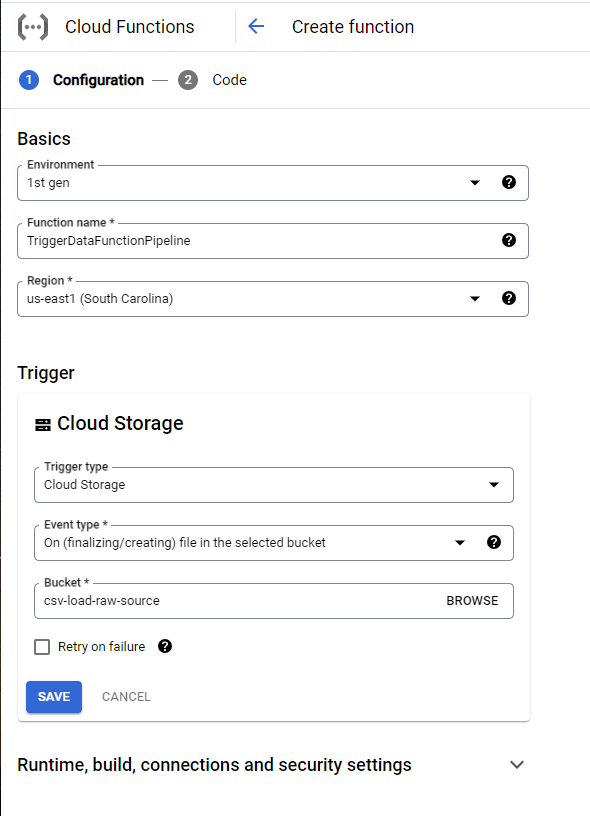 Cloud Functions
Create function
1 Configuration — 2 Code
Basics
Environment
1st gen
Function name *
TriggerDataFunctionPipeline
Region *
us-east1 (South Carolina)
Trigger
Cloud Storage
Trigger type
Cloud Storage
Event type *
On (finalizing/creating) file in the selected bucket
Bucket *
csv-load-raw-source
BROWSE
Retry on failure
SAVE
CANCEL
Runtime, build, connections and security settings